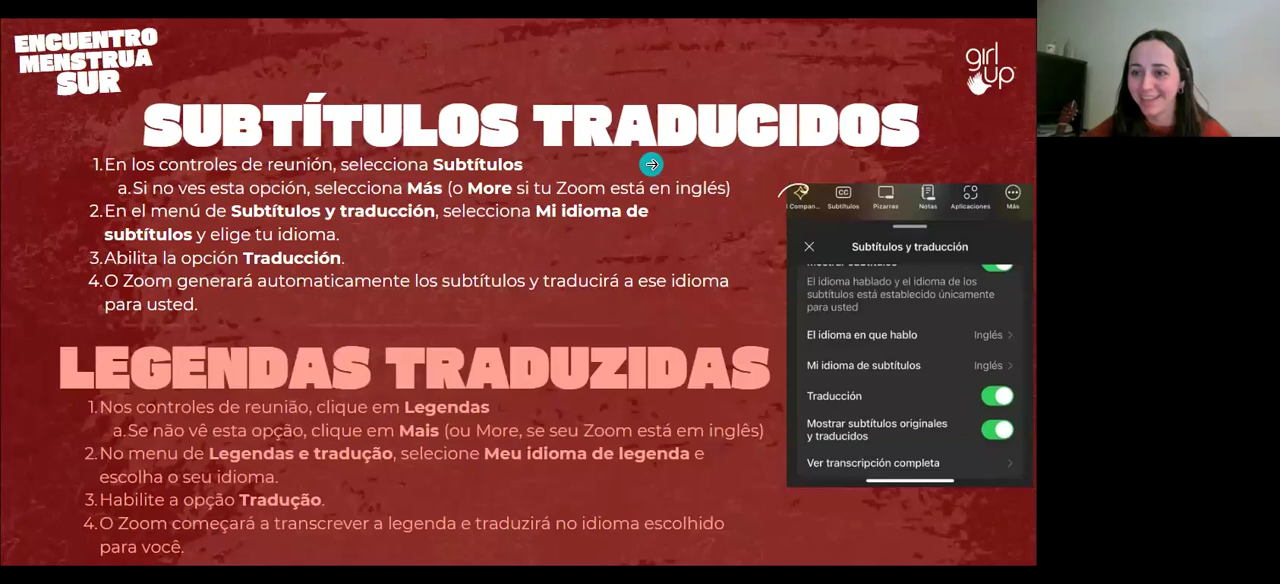 ENCUENTRO
MENSTRUA
SUR
girl
up
SUBTÍTULOS TRADUCIDOS
1. En los controles de reunión, selecciona Subtítulos
a. Si no ves esta opción, selecciona Más (o More si tu Zoom está en inglés)
2. En el menú de Subtítulos y traducción, selecciona Mi idioma de
subtítulos y elige tu idioma.
3. Abilita la opción Traducción.
4. O Zoom generará automaticamente los subtítulos y traducirá a ese idioma
para usted.
LEGENDAS TRADUZIDAS
1. Nos controles de reunião, clique em Legendas
a. Se não vê esta opção, clique em Mais (ou More, se seu Zoom está em inglês)
2. No menu de Legendas e tradução, selecione Meu idioma de legenda e
escolha o seu idioma.
3. Habilite a opção Tradução.
4. O Zoom começará a transcrever a legenda e traduzirá no idioma escolhido
para você.
Compan... Subtítulos Pizarras Notas Aplicaciones Más
Subtítulos y traducción
El idioma hablado y el idioma de los
subtítulos está establecido únicamente
para usted
El idioma en que hablo Inglés
Mi idioma de subtítulos Inglés
Traducción
Mostrar subtítulos originales
y traducidos
Ver transcripción completa